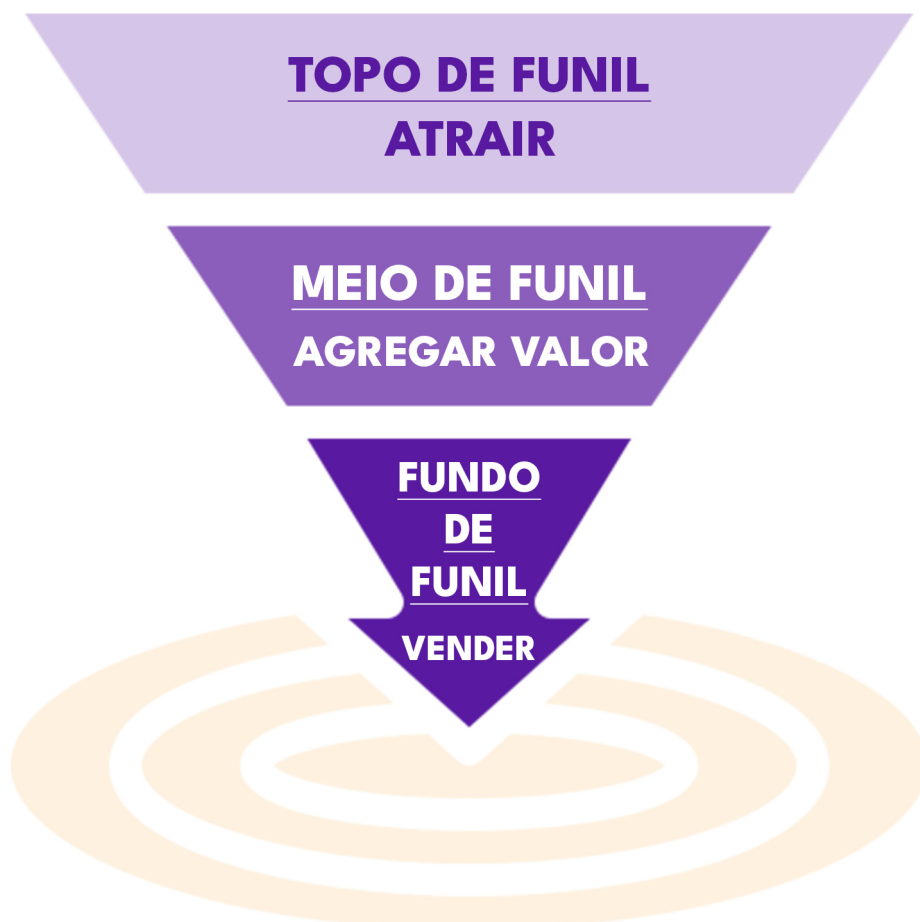 TOPO DE FUNIL
ATRAIR
MEIO DE FUNIL
AGREGAR VALOR
FUNDO
DE
FUNIL
VENDER